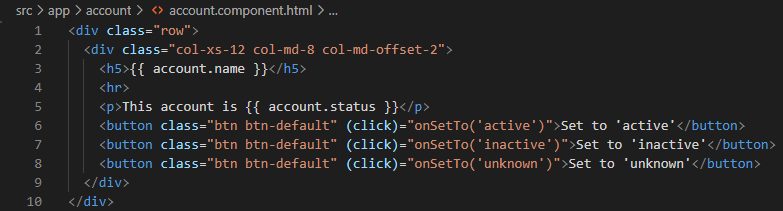 src > app > account > <> account.component.html > ...
1 <div class="row">
2 <div class="col-xs-12 col-md-8 col-md-offset-2">
3 <h5>{{ account.name }}</h5>
4 <hr>
5 <p>This account is {{ account.status }}</p>
6 <button class="btn btn-default" (click)="onSetTo('active')">Set to 'active'</button>
7 <button class="btn btn-default" (click)="onSetTo('inactive')">Set to 'inactive'</button>
8 <button class="btn btn-default" (click)="onSetTo('unknown')">Set to 'unknown'</button>
9 </div>
10 </div>